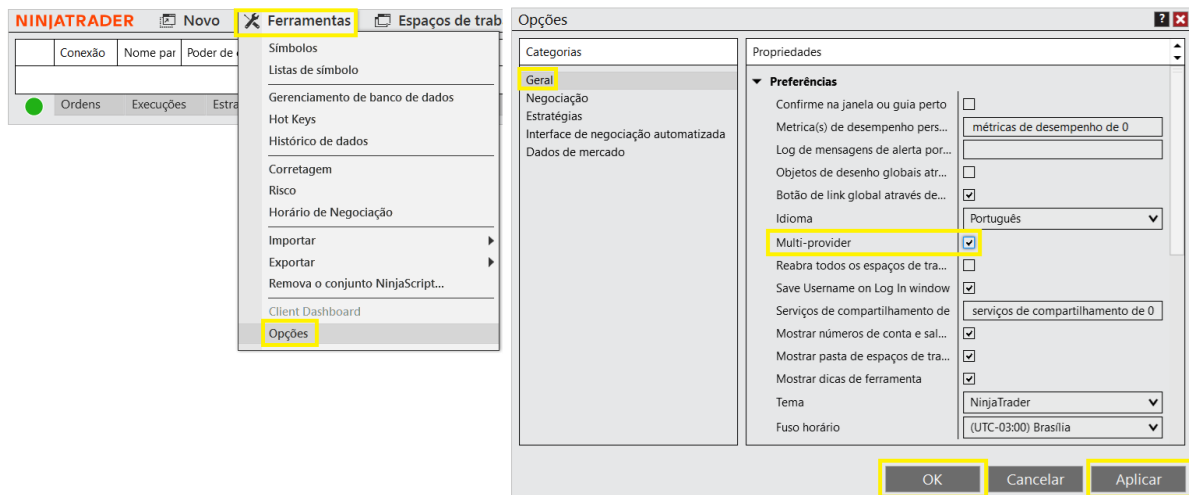 NINJATRADER Novo Ferramentas Espaços de trab
Conexão Nome par Poder de
Ordens Execuções Estra
Símbolos
Listas de símbolo
Gerenciamento de banco de dados
Hot Keys
Histórico de dados
Corretagem
Risco
Horário de Negociação
Importar
Exportar
Remova o conjunto NinjaScript...
Client Dashboard
Opções
Opções ?
Categorias
Geral
Negociação
Estratégias
Interface de negociação automatizada
Dados de mercado
Propriedades
Preferências
Confirme na janela ou guia perto
Metrica(s) de desempenho pers... métricas de desempenho de 0
Log de mensagens de alerta por...
Objetos de desenho globais atr...
Botão de link global através de...
Idioma Português
Multi-provider
Reabra todos os espaços de tra...
Save Username on Log In window
Serviços de compartilhamento de serviços de compartilhamento de 0
Mostrar números de conta e sal...
Mostrar pasta de espaços de tra...
Mostrar dicas de ferramenta
Tema NinjaTrader
Fuso horário (UTC-03:00) Brasília
OK Cancelar Aplicar